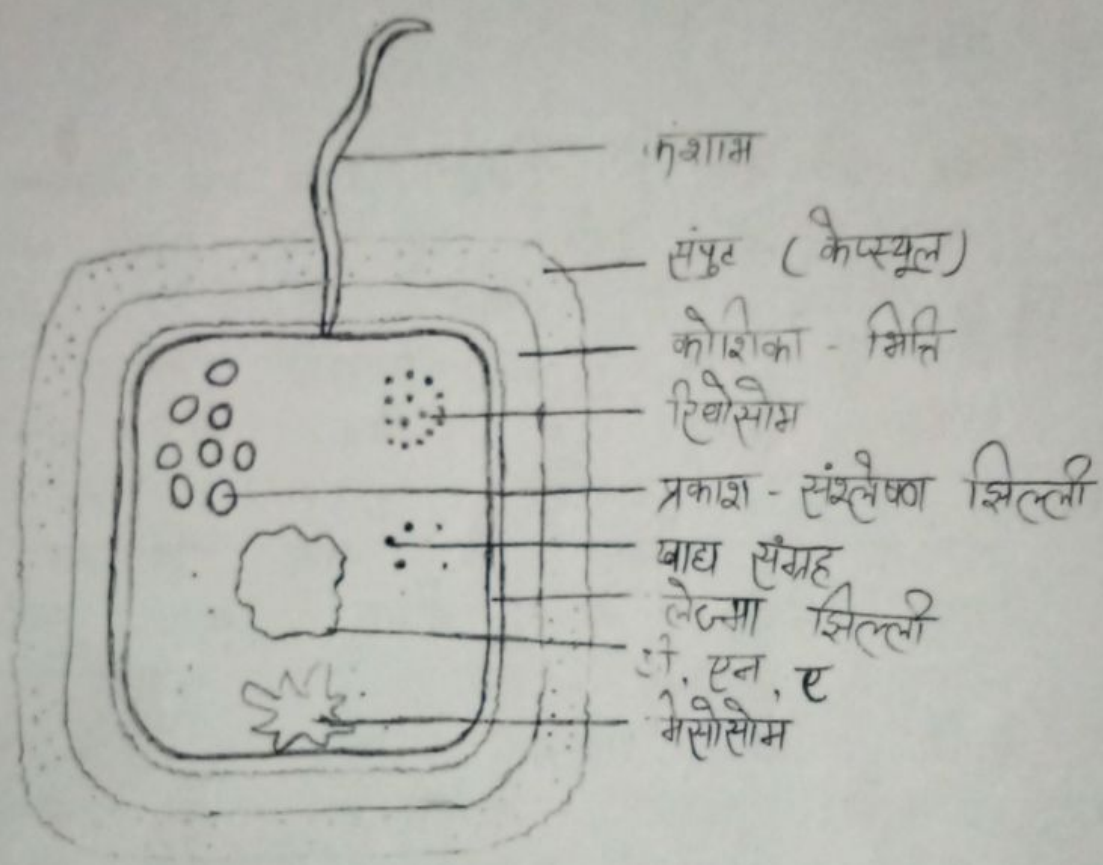 कशाभ
संपुट (केप्स्यूल)
कोशिका - भित्ति
रिबोसोम
प्रकाश - संश्लेषण झिल्ली
खाद्य संग्रह
लेज्मा झिल्ली
एन. ए
मेसोसोम